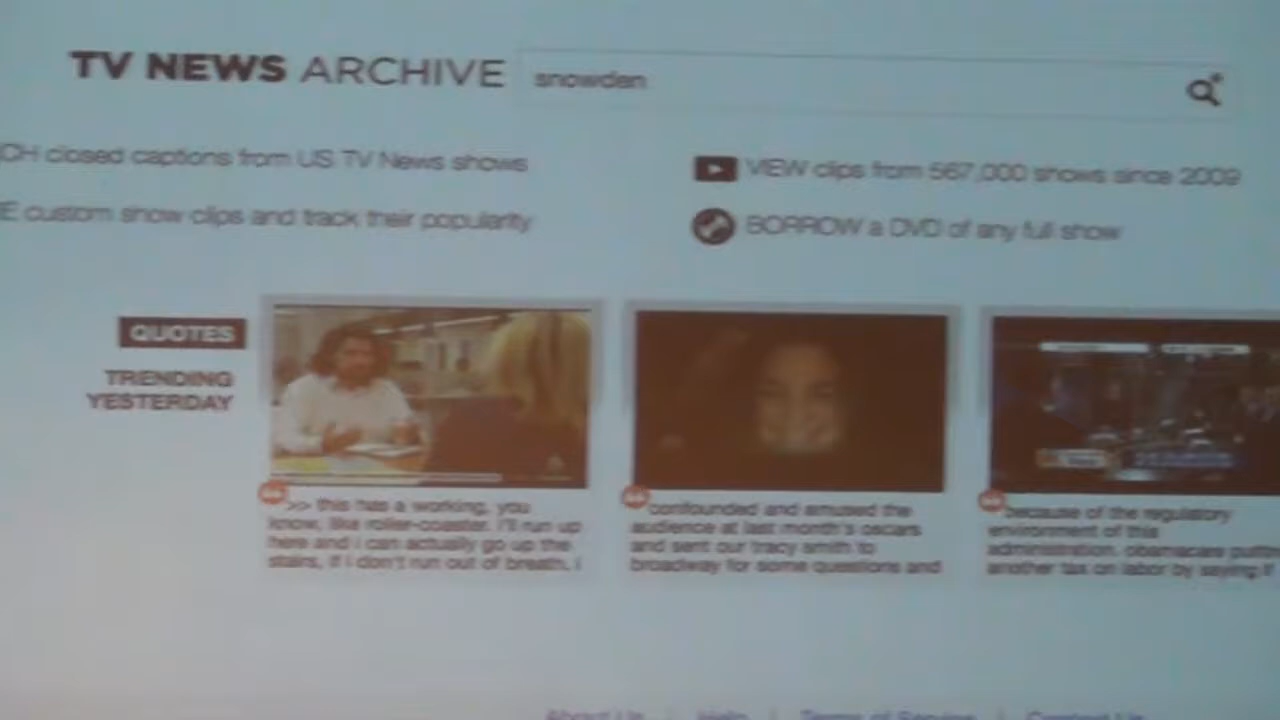 TV NEWS ARCHIVE
snowden
CH closed captions from US TV News shows
VIEW clips from 567,000 shows since 2009
E custom show clips and track their popularity
BORROW a DVD of any full show
QUOTES
TRENDING
YESTERDAY
>> this has a working, you
know, like roller-coaster. I'll run up
here and i can actually go up the
stairs, if I don't run out of breath, i
confounded and amused the
audience at last month's oscars
and sent our tracy smith to
broadway for some questions and
because of the regulatory
environment of this
administration. obamacare putts
another tax on labor by saying if
About Us | Help | Terms of Service | Contact Us